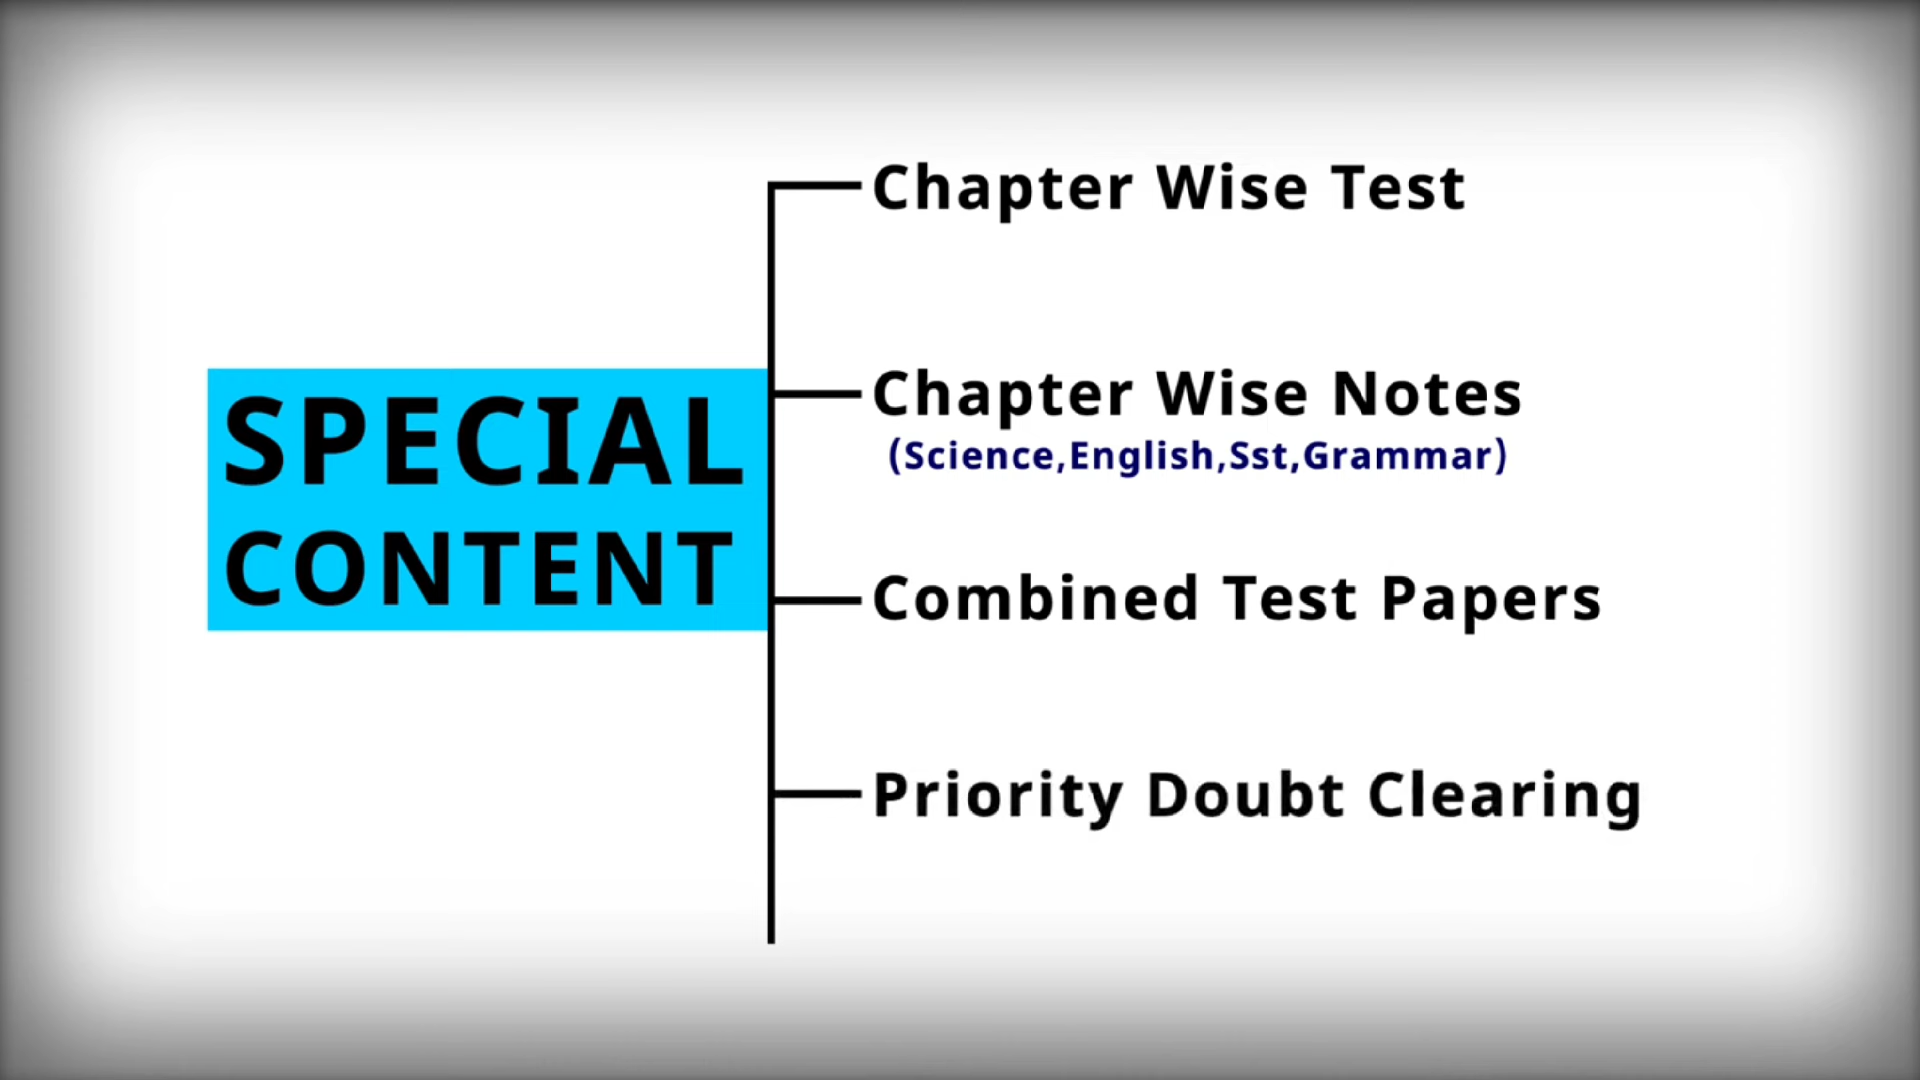 SPECIAL
CONTENT
Chapter Wise Test
Chapter Wise Notes
(Science,English,Sst,Grammar)
Combined Test Papers
Priority Doubt Clearing